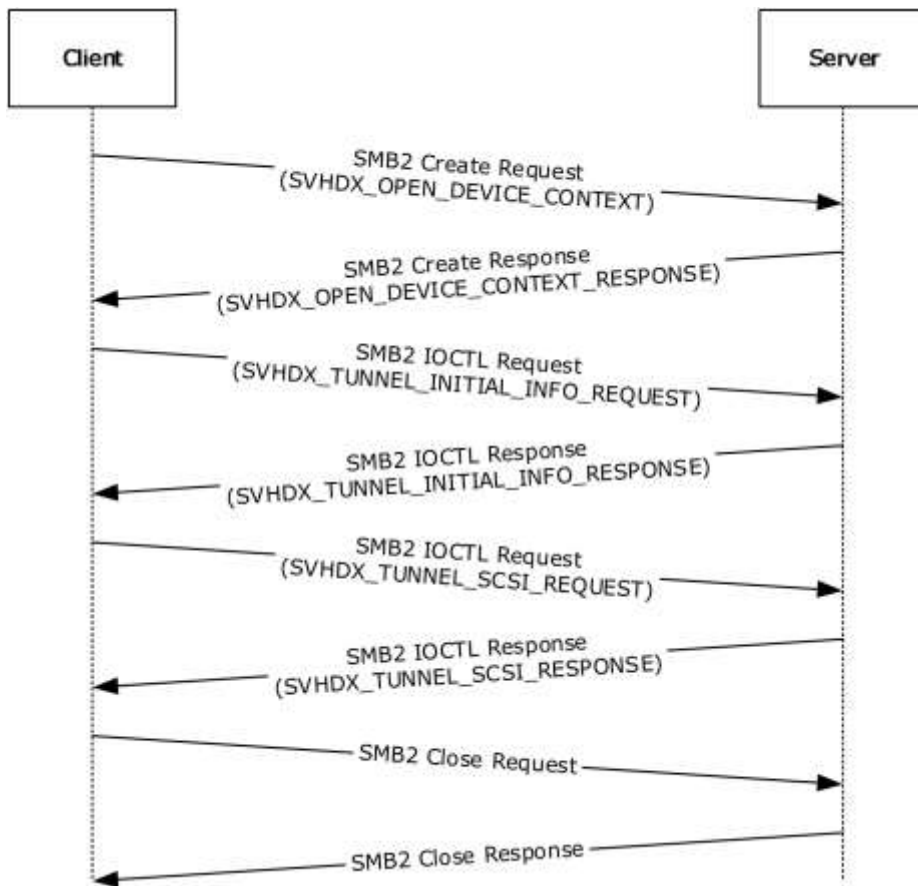 Client
Server
SMB2 Create Request
(SVHDX_OPEN_DEVICE_CONTEXT)
SMB2 Create Response
(SVHDX_OPEN_DEVICE_CONTEXT_RESPONSE)
SMB2 IOCTL Request
(SVHDX_TUNNEL_INITIAL_INFO_REQUEST)
SMB2 IOCTL Response
(SVHDX_TUNNEL_INITIAL_INFO_RESPONSE)
SMB2 IOCTL Request
(SVHDX_TUNNEL_SCSI_REQUEST)
SMB2 IOCTL Response
(SVHDX_TUNNEL_SCSI_RESPONSE)
SMB2 Close Request
SMB2 Close Response